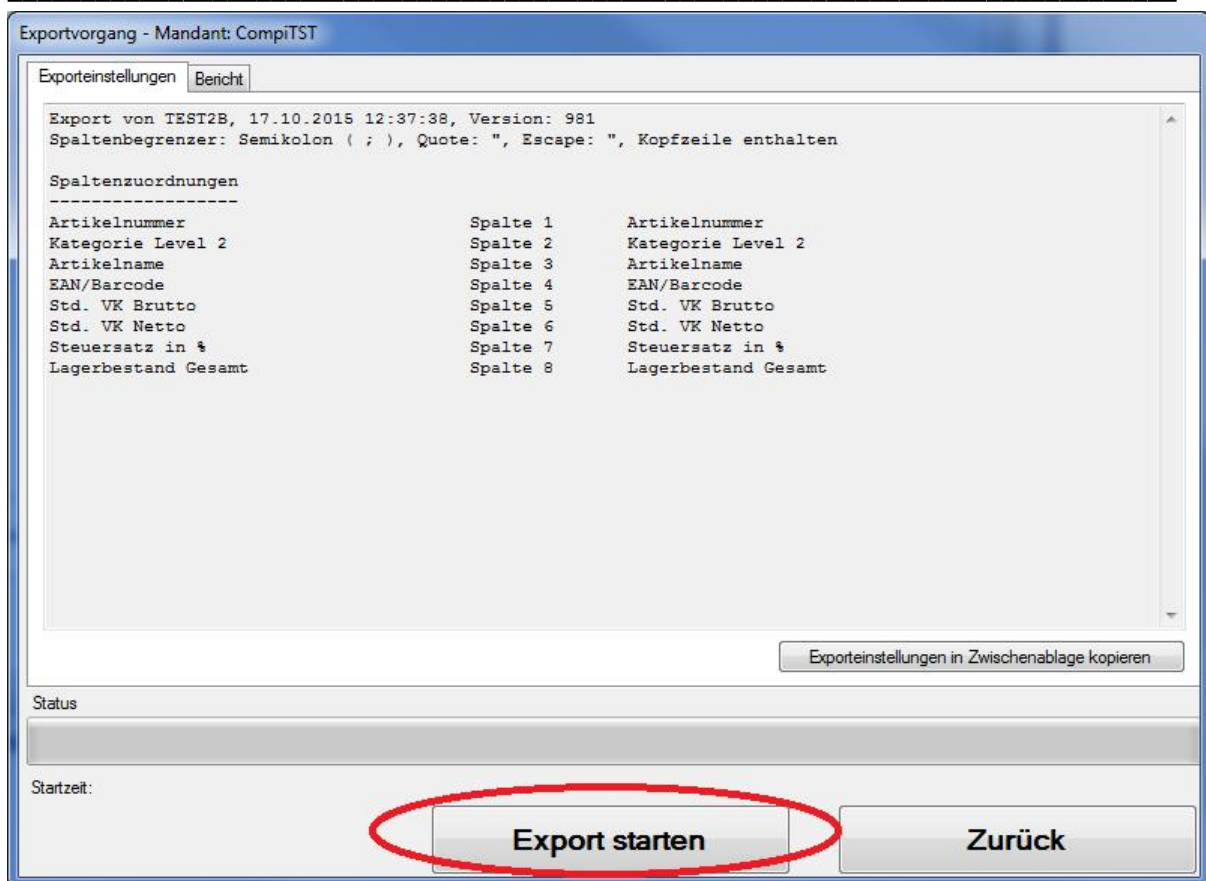 Exportvorgang - Mandant: CompiTST
Exporteinstellungen Bericht
Export von TEST2B, 17.10.2015 12:37:38, Version: 981
Spaltenbegrenzer: Semikolon ( ; ), Quote: ", Escape: ", Kopfzeile enthalten
Spaltenzuordnungen
------------------
Artikelnummer Spalte 1 Artikelnummer
Kategorie Level 2 Spalte 2 Kategorie Level 2
Artikelname Spalte 3 Artikelname
EAN/Barcode Spalte 4 EAN/Barcode
Std. VK Brutto Spalte 5 Std. VK Brutto
Std. VK Netto Spalte 6 Std. VK Netto
Steuersatz in % Spalte 7 Steuersatz in %
Lagerbestand Gesamt Spalte 8 Lagerbestand Gesamt
Exporteinstellungen in Zwischenablage kopieren
Status
Startzeit:
Export starten Zurück